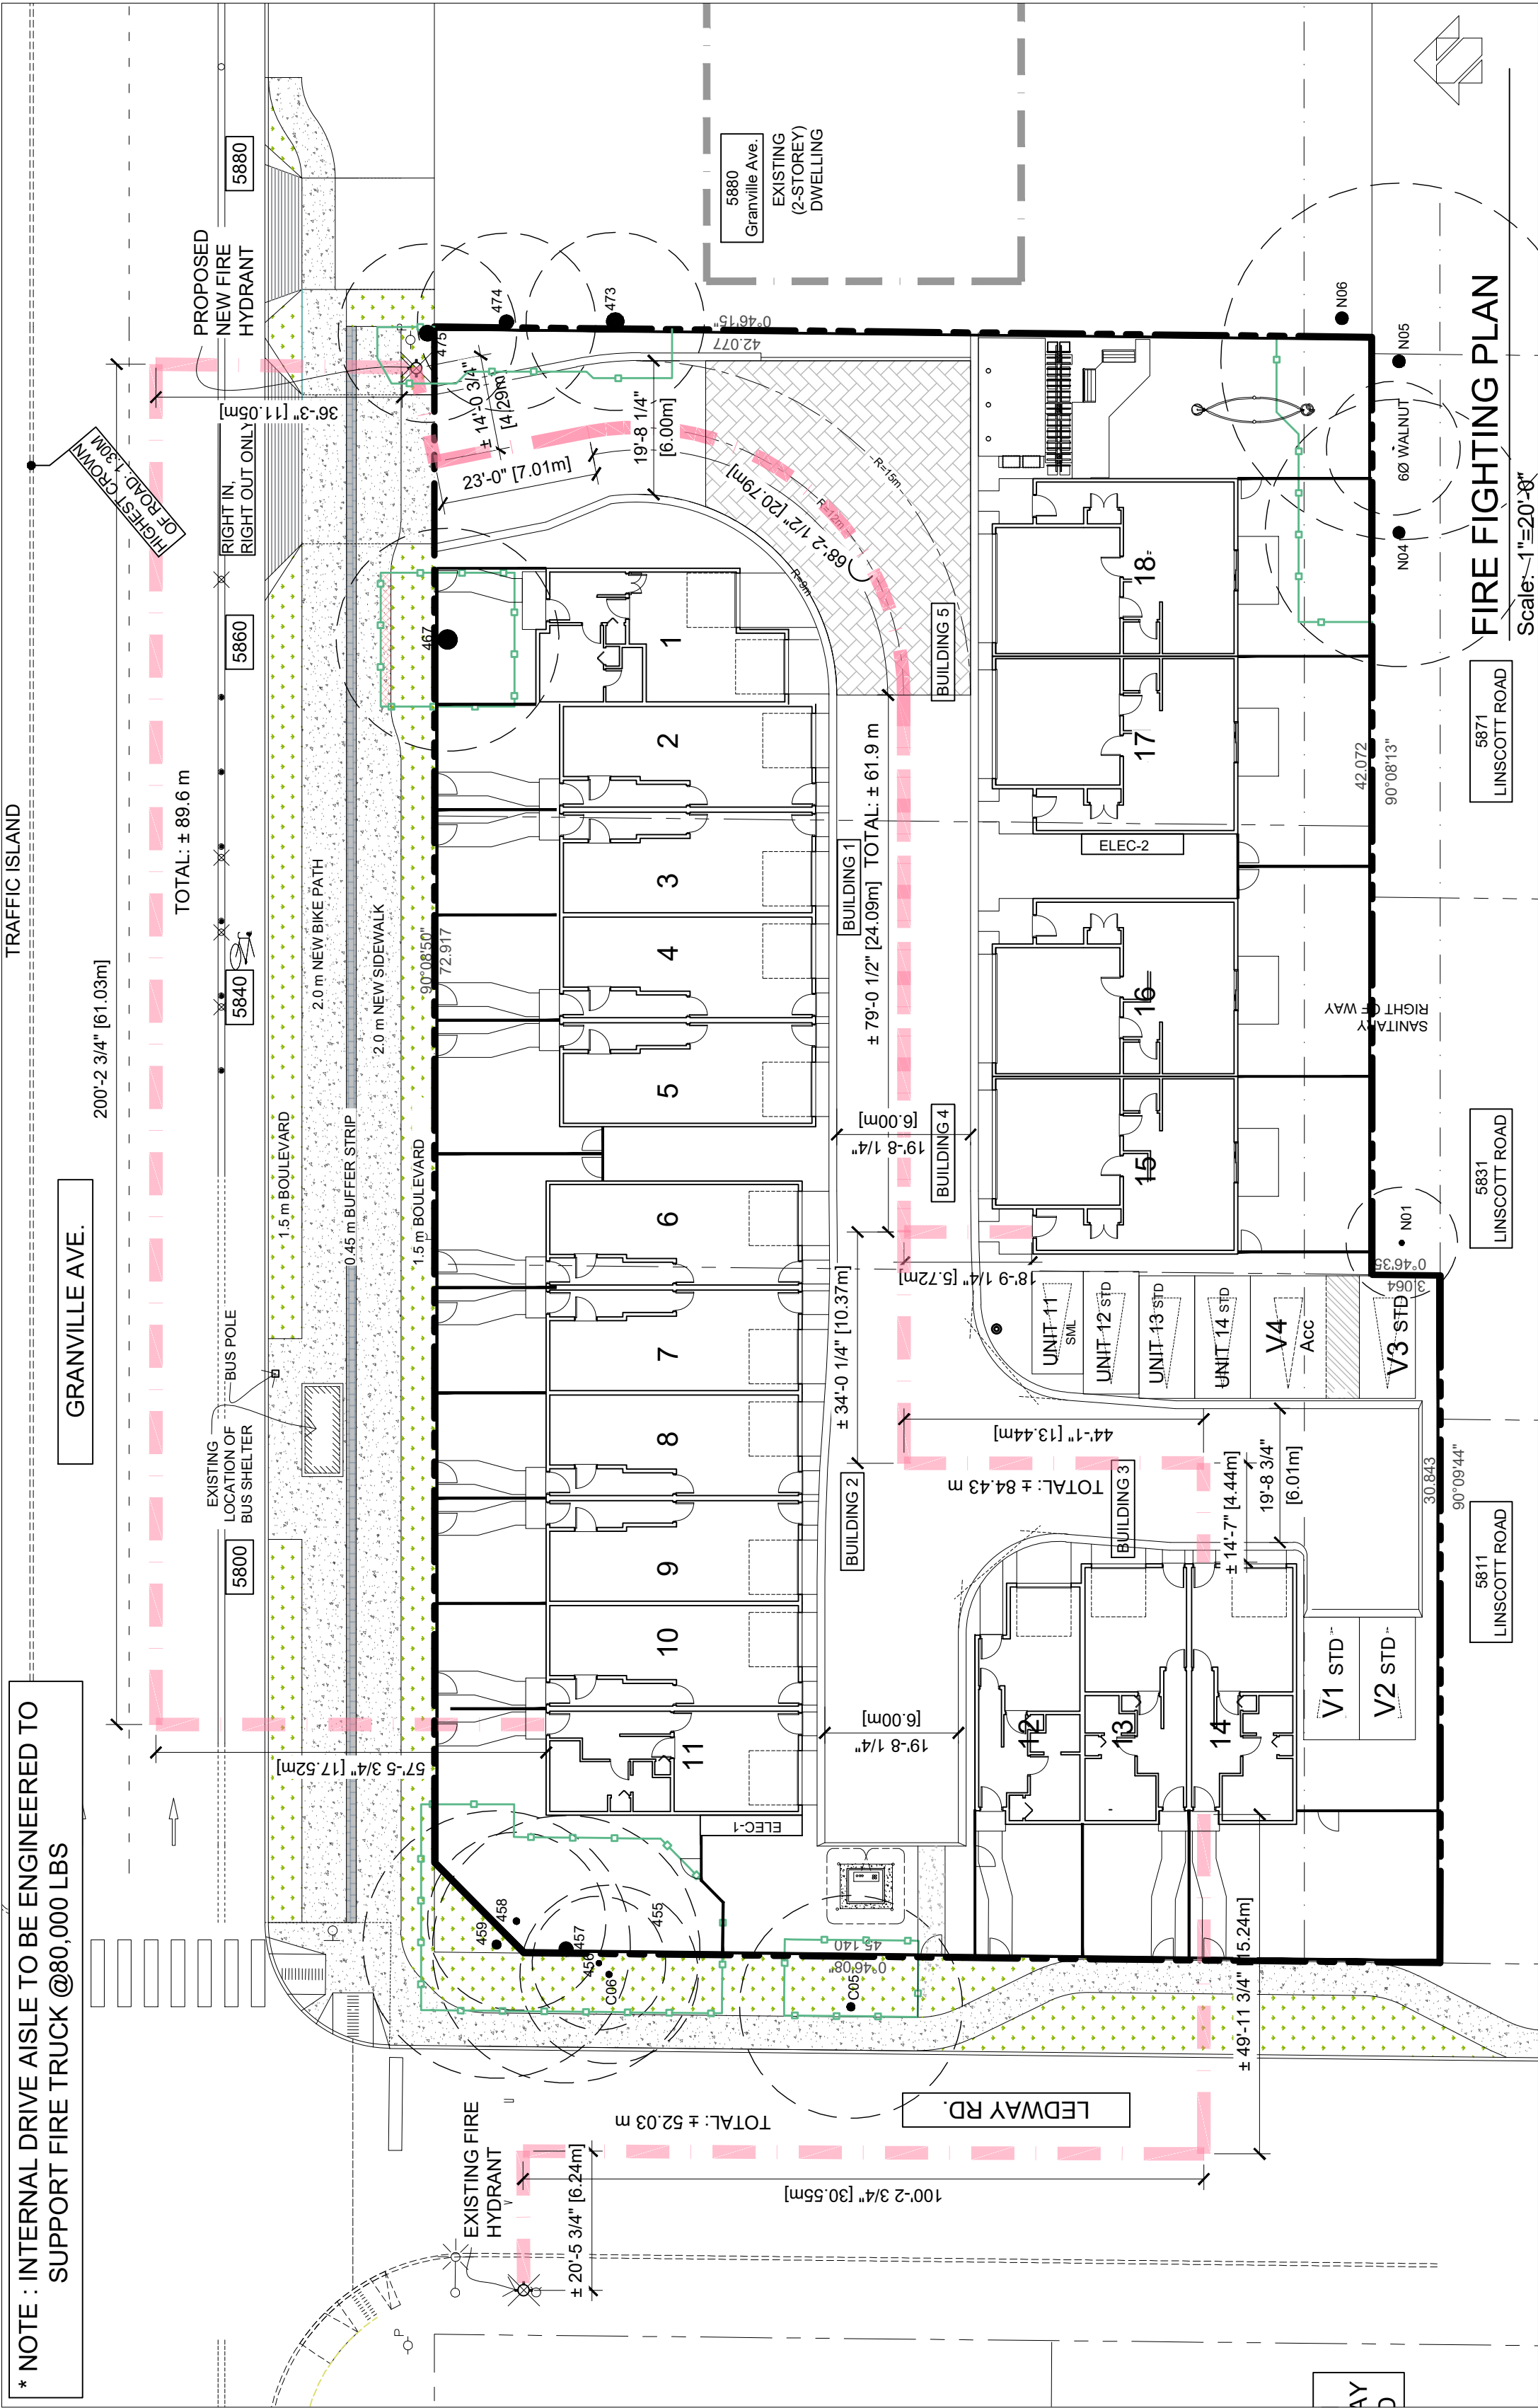 * NOTE : INTERNAL DRIVE AISLE TO BE ENGINEERED TO
SUPPORT FIRE TRUCK @80,000 LBS
TRAFFIC ISLAND
GRANVILLE AVE.
200'-2 3/4" [61.03m]
TOTAL: ± 89.6 m
HIGHEST CROWN
OF ROAD: 1.30M
PROPOSED
NEW FIRE
HYDRANT
RIGHT IN,
RIGHT OUT ONLY
36'-3" [11.05m]
57'-5 3/4" [17.52m]
5800
5840
5860
5880
EXISTING
LOCATION OF
BUS SHELTER
BUS POLE
1.5 m BOULEVARD
2.0 m NEW BIKE PATH
0.45 m BUFFER STRIP
2.0 m NEW SIDEWALK
1.5 m BOULEVARD
90°08'50"
72.917
467
475
474
473
0°46'15"
42.077
5880
Granville Ave.
EXISTING
(2-STOREY)
DWELLING
± 14'-0 3/4"
[4.29m]
23'-0" [7.01m]
19'-8 1/4"
[6.00m]
68'-2 1/2" [20.79m]
R=9m
R=12m
R=15m
11
10
9
8
7
6
5
4
3
2
1
ELEC-1
459
458
457
456
455
C06
C05
45.140
0°46'08"
BUILDING 2
BUILDING 1
± 34'-0 1/4" [10.37m]
± 79'-0 1/2" [24.09m]
TOTAL: ± 61.9 m
19'-8 1/4"
[6.00m]
19'-8 1/4"
[6.00m]
BUILDING 4
BUILDING 5
18'-9 1/4" [5.72m]
44'-1" [13.44m]
TOTAL: ± 84.43 m
BUILDING 3
± 14'-7" [4.44m]
19'-8 3/4"
[6.01m]
12
13
14
UNIT 11
SML
UNIT 12 STD
UNIT 13 STD
UNIT 14 STD
V4
Acc
V3 STD
V1 STD
V2 STD
15
16
17
18
ELEC-2
EXISTING FIRE
HYDRANT
± 20'-5 3/4" [6.24m]
TOTAL: ± 52.03 m
100'-2 3/4" [30.55m]
LEDWAY RD.
± 49'-11 3/4" [15.24m]
30.843
90°09'44"
3.064
0°46'35"
N01
SANITARY
RIGHT OF WAY
42.072
90°08'13"
N04
6Ø WALNUT
N05
N06
5811
LINSCOTT ROAD
5831
LINSCOTT ROAD
5871
LINSCOTT ROAD
FIRE FIGHTING PLAN
Scale: 1"=20'-0"